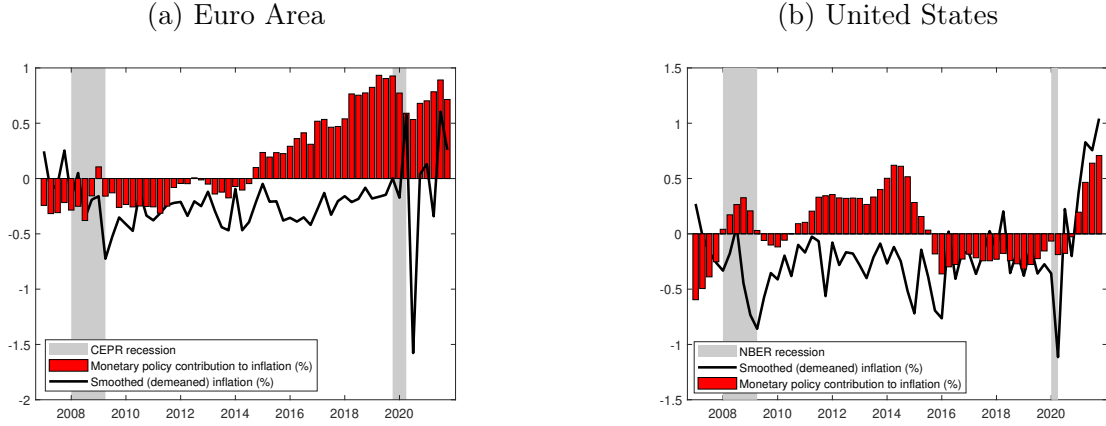 (a) Euro Area
1
0.5
0
-0.5
-1
-1.5
-2
2008 2010 2012 2014 2016 2018 2020
CEPR recession
Monetary policy contribution to inflation (%)
Smoothed (demeaned) inflation (%)
(b) United States
1.5
1
0.5
0
-0.5
-1
-1.5
2008 2010 2012 2014 2016 2018 2020
NBER recession
Smoothed (demeaned) inflation (%)
Monetary policy contribution to inflation (%)